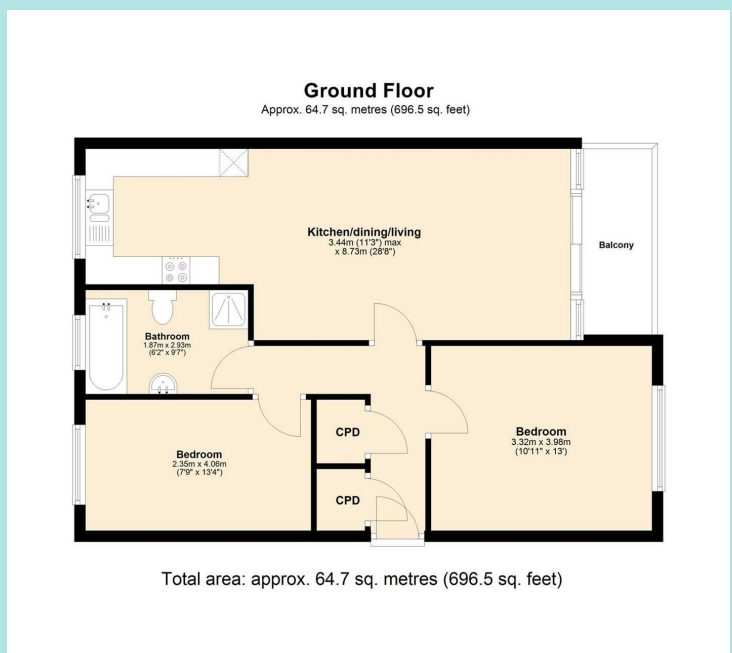 Ground Floor
Approx. 64.7 sq. metres (696.5 sq. feet)
Kitchen/dining/living
3.44m (11'3") max
x 8.73m (28'8")
Balcony
Bathroom
1.87m x 2.93m
(6'2" x 9'7")
Bedroom
2.35m x 4.06m
(7'9" x 13'4")
CPD
CPD
Bedroom
3.32m x 3.98m
(10'11" x 13')
Total area: approx. 64.7 sq. metres (696.5 sq. feet)